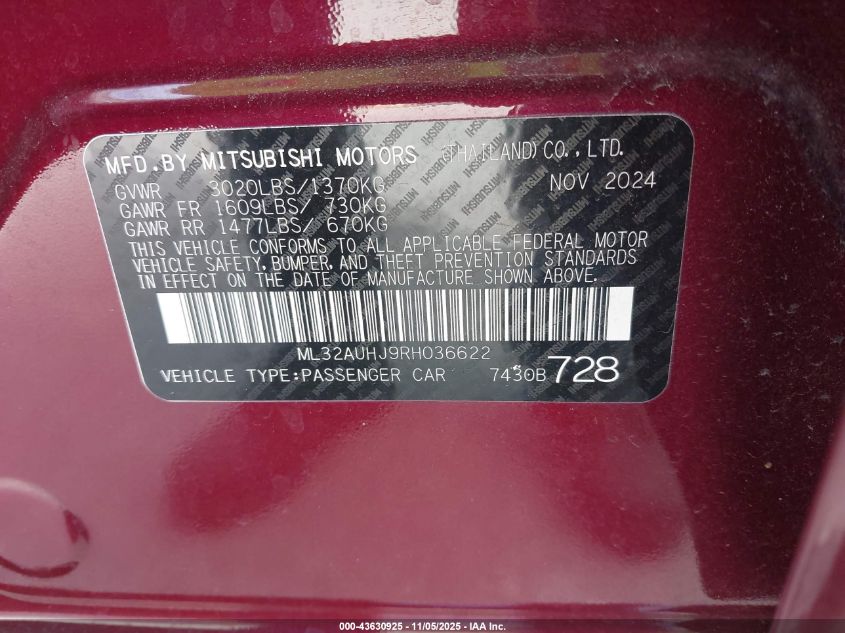 MFD. BY MITSUBISHI MOTORS (THAILAND) CO., LTD.
GVWR 3020LBS/1370KG NOV 2024
GAWR FR 1609LBS/ 730KG
GAWR RR 1477LBS/ 670KG
THIS VEHICLE CONFORMS TO ALL APPLICABLE FEDERAL MOTOR
VEHICLE SAFETY, BUMPER, AND THEFT PREVENTION STANDARDS
IN EFFECT ON THE DATE OF MANUFACTURE SHOWN ABOVE.
ML32AUHJ9RH036622
VEHICLE TYPE:PASSENGER CAR 7430B 728
000-43630925 - 11/05/2025 - IAA Inc.